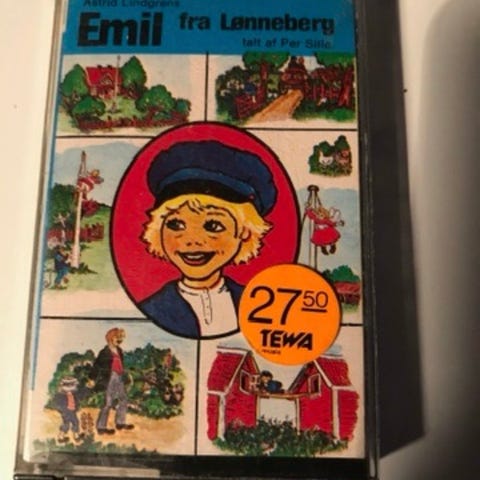 Astrid Lindgrens
Emil fra Lønneberg
talt af Per Sille.
27 50
TEWA